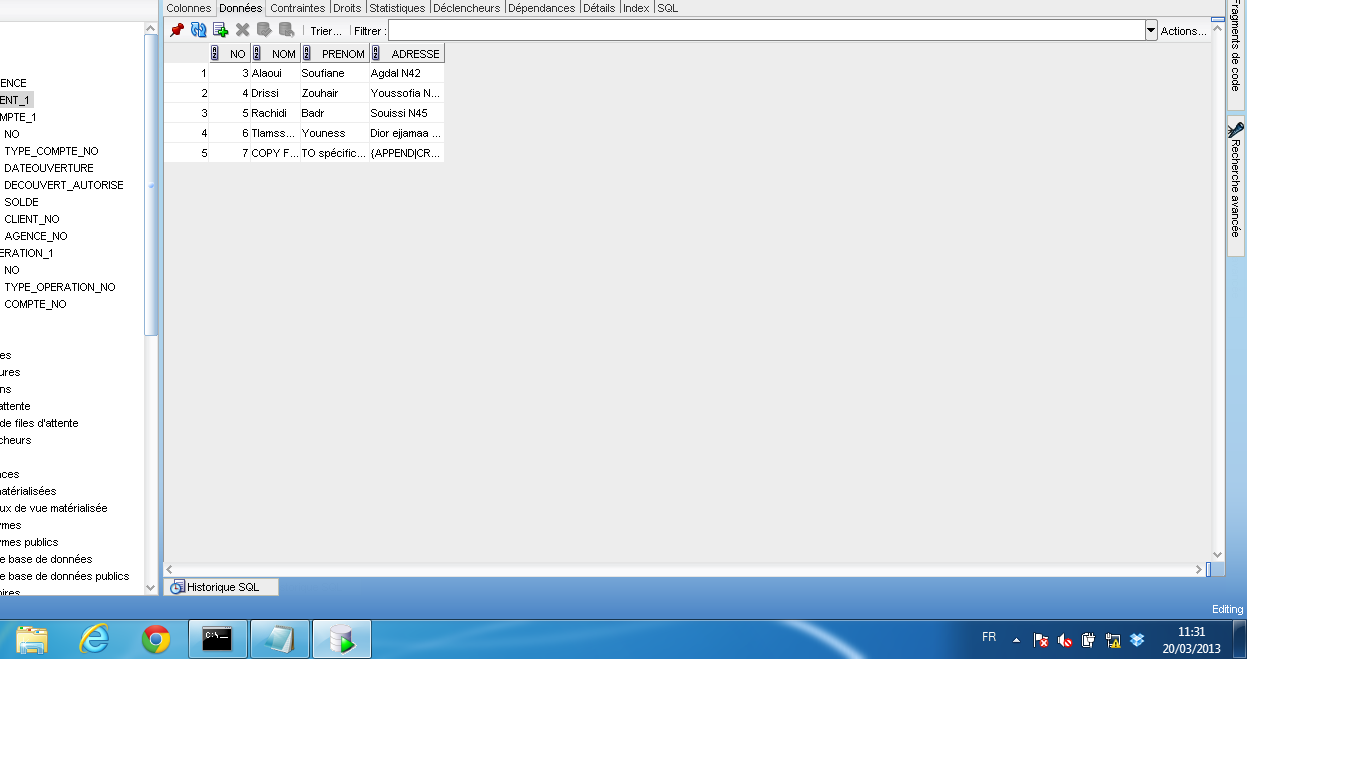 Colonnes Données Contraintes Droits Statistiques Déclencheurs Dépendances Détails Index SQL
Trier... Filtrer : Actions...
NO NOM PRENOM ADRESSE
1 3 Alaoui Soufiane Agdal N42
2 4 Drissi Zouhair Youssofia N...
3 5 Rachidi Badr Souissi N45
4 6 Tlamss... Youness Dior ejjamaa ...
5 7 COPY F... TO spécific... {APPEND|CR...
ENCE
ENT_1
MPTE_1
NO
TYPE_COMPTE_NO
DATEOUVERTURE
DECOUVERT_AUTORISE
SOLDE
CLIENT_NO
AGENCE_NO
ERATION_1
NO
TYPE_OPERATION_NO
COMPTE_NO
es
ures
ns
attente
de files d'attente
cheurs
nces
matérialisées
ux de vue matérialisée
ymes
ymes publics
e base de données
e base de données publics
oires
Fragments de code
Recherche avancée
Historique SQL
Editing
C:\
FR
11:31
20/03/2013